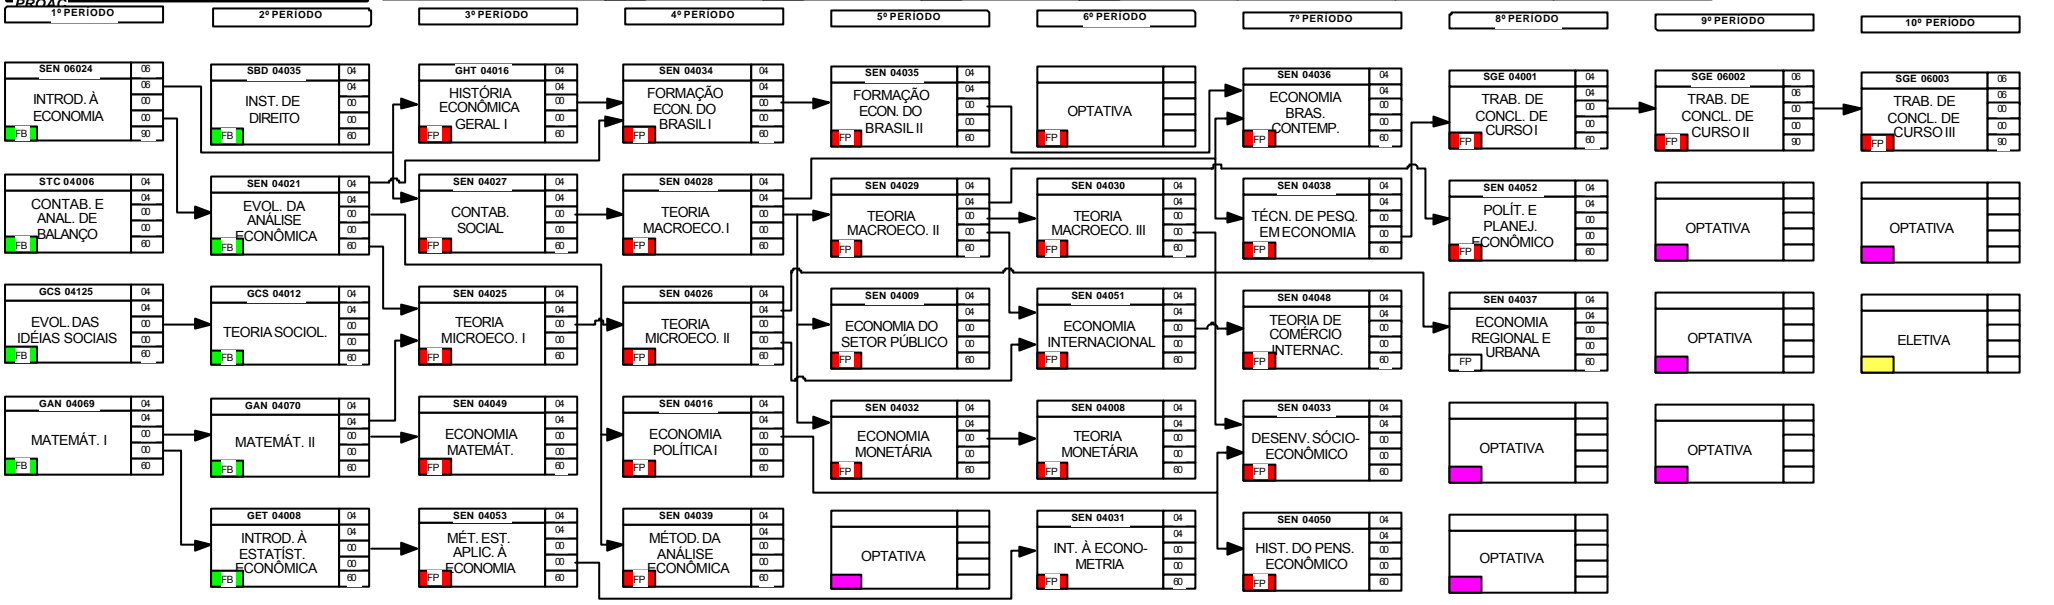 PROAC
1º PERÍODO
2º PERÍODO
3º PERÍODO
4º PERÍODO
5º PERÍODO
6º PERÍODO
7º PERÍODO
8º PERÍODO
9º PERÍODO
10º PERÍODO
SEN 06024
INTROD. À
ECONOMIA
FB
06
06
00
00
90
STC 04006
CONTAB. E
ANAL. DE
BALANÇO
FB
04
04
00
00
60
GCS 04125
EVOL. DAS
IDÉIAS SOCIAIS
FB
04
04
00
00
60
GAN 04069
MATEMÁT. I
FB
04
04
00
00
60
SBD 04035
INST. DE
DIREITO
FB
04
04
00
00
60
SEN 04021
EVOL. DA
ANÁLISE
ECONÔMICA
FB
04
04
00
00
60
GCS 04012
TEORIA SOCIOL.
FB
04
04
00
00
60
GAN 04070
MATEMÁT. II
FB
04
04
00
00
60
GET 04008
INTROD. À
ESTATÍST.
ECONÔMICA
FB
04
04
00
00
60
GHT 04016
HISTÓRIA
ECONÔMICA
GERAL I
FP
04
04
00
00
60
SEN 04027
CONTAB.
SOCIAL
FP
04
04
00
00
60
SEN 04025
TEORIA
MICROECO. I
FP
04
04
00
00
60
SEN 04049
ECONOMIA
MATEMÁT.
FP
04
04
00
00
60
SEN 04053
MÉT. EST.
APLIC. À
ECONOMIA
FP
04
04
00
00
60
SEN 04034
FORMAÇÃO
ECON. DO
BRASIL I
FP
04
04
00
00
60
SEN 04028
TEORIA
MACROECO. I
FP
04
04
00
00
60
SEN 04026
TEORIA
MICROECO. II
FP
04
04
00
00
60
SEN 04016
ECONOMIA
POLÍTICA I
FP
04
04
00
00
60
SEN 04039
MÉTOD. DA
ANÁLISE
ECONÔMICA
FP
04
04
00
00
60
SEN 04035
FORMAÇÃO
ECON. DO
BRASIL II
FP
04
04
00
00
60
SEN 04029
TEORIA
MACROECO. II
FP
04
04
00
00
60
SEN 04009
ECONOMIA DO
SETOR PÚBLICO
FP
04
04
00
00
60
SEN 04032
ECONOMIA
MONETÁRIA
FP
04
04
00
00
60
OPTATIVA
OPTATIVA
FP
SEN 04030
TEORIA
MACROECO. III
FP
04
04
00
00
60
SEN 04051
ECONOMIA
INTERNACIONAL
FP
04
04
00
00
60
SEN 04008
TEORIA
MONETÁRIA
FP
04
04
00
00
60
SEN 04031
INT. À ECONO-
METRIA
FP
04
04
00
00
60
SEN 04036
ECONOMIA
BRAS.
CONTEMP.
FP
04
04
00
00
60
SEN 04038
TÉCN. DE PESQ.
EM ECONOMIA
FP
04
04
00
00
60
SEN 04048
TEORIA DE
COMÉRCIO
INTERNAC.
FP
04
04
00
00
60
SEN 04033
DESENV. SÓCIO-
ECONÔMICO
FP
04
04
00
00
60
SEN 04050
HIST. DO PENS.
ECONÔMICO
FP
04
04
00
00
60
SGE 04001
TRAB. DE
CONCL. DE
CURSO I
FP
04
04
00
00
60
SEN 04052
POLÍT. E
PLANEJ.
ECONÔMICO
FP
04
04
00
00
60
SEN 04037
ECONOMIA
REGIONAL E
URBANA
FP
04
04
00
00
60
OPTATIVA
OPTATIVA
SGE 06002
TRAB. DE
CONCL. DE
CURSO II
FP
06
06
00
00
90
OPTATIVA
OPTATIVA
OPTATIVA
SGE 06003
TRAB. DE
CONCL. DE
CURSO III
FP
06
06
00
00
90
OPTATIVA
ELETIVA